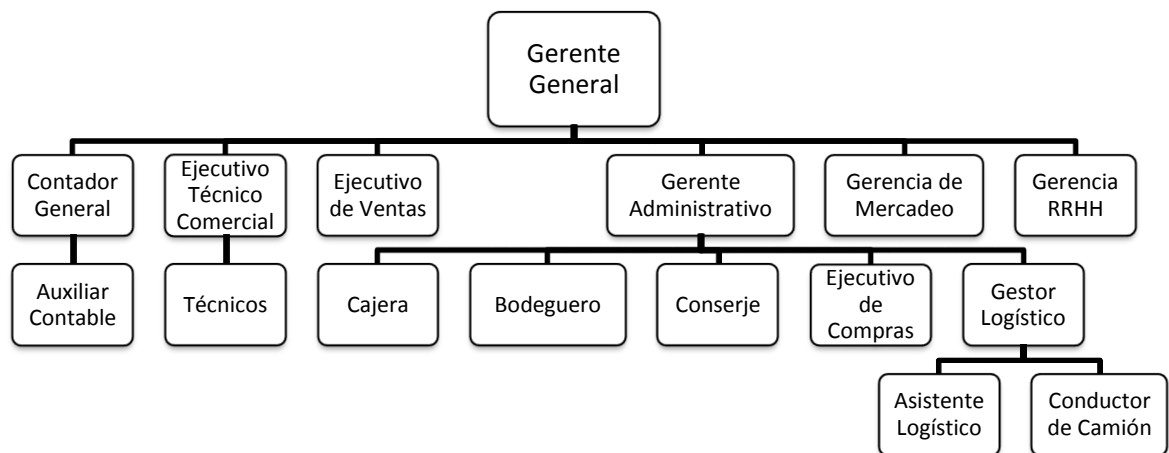 Gerente
General
Contador
General
Ejecutivo
Técnico
Comercial
Ejecutivo
de Ventas
Gerente
Administrativo
Gerencia de
Mercadeo
Gerencia
RRHH
Auxiliar
Contable
Técnicos
Cajera
Bodeguero
Conserje
Ejecutivo
de
Compras
Gestor
Logístico
Asistente
Logístico
Conductor
de Camión